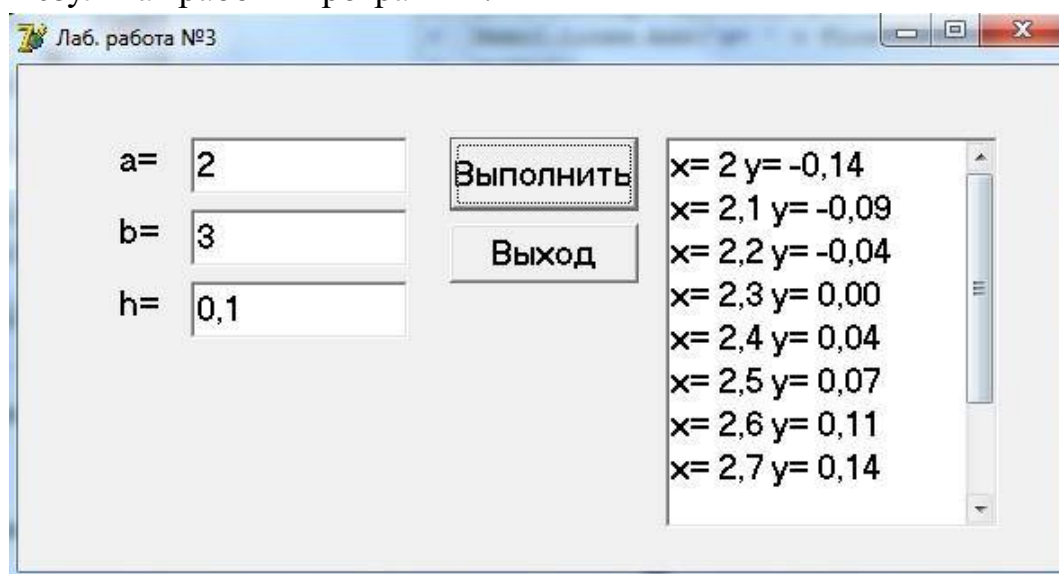 Лаб. работа №3
a= 2
b= 3
h= 0,1
Выполнить
Выход
x= 2 y= -0,14
x= 2,1 y= -0,09
x= 2,2 y= -0,04
x= 2,3 y= 0,00
x= 2,4 y= 0,04
x= 2,5 y= 0,07
x= 2,6 y= 0,11
x= 2,7 y= 0,14